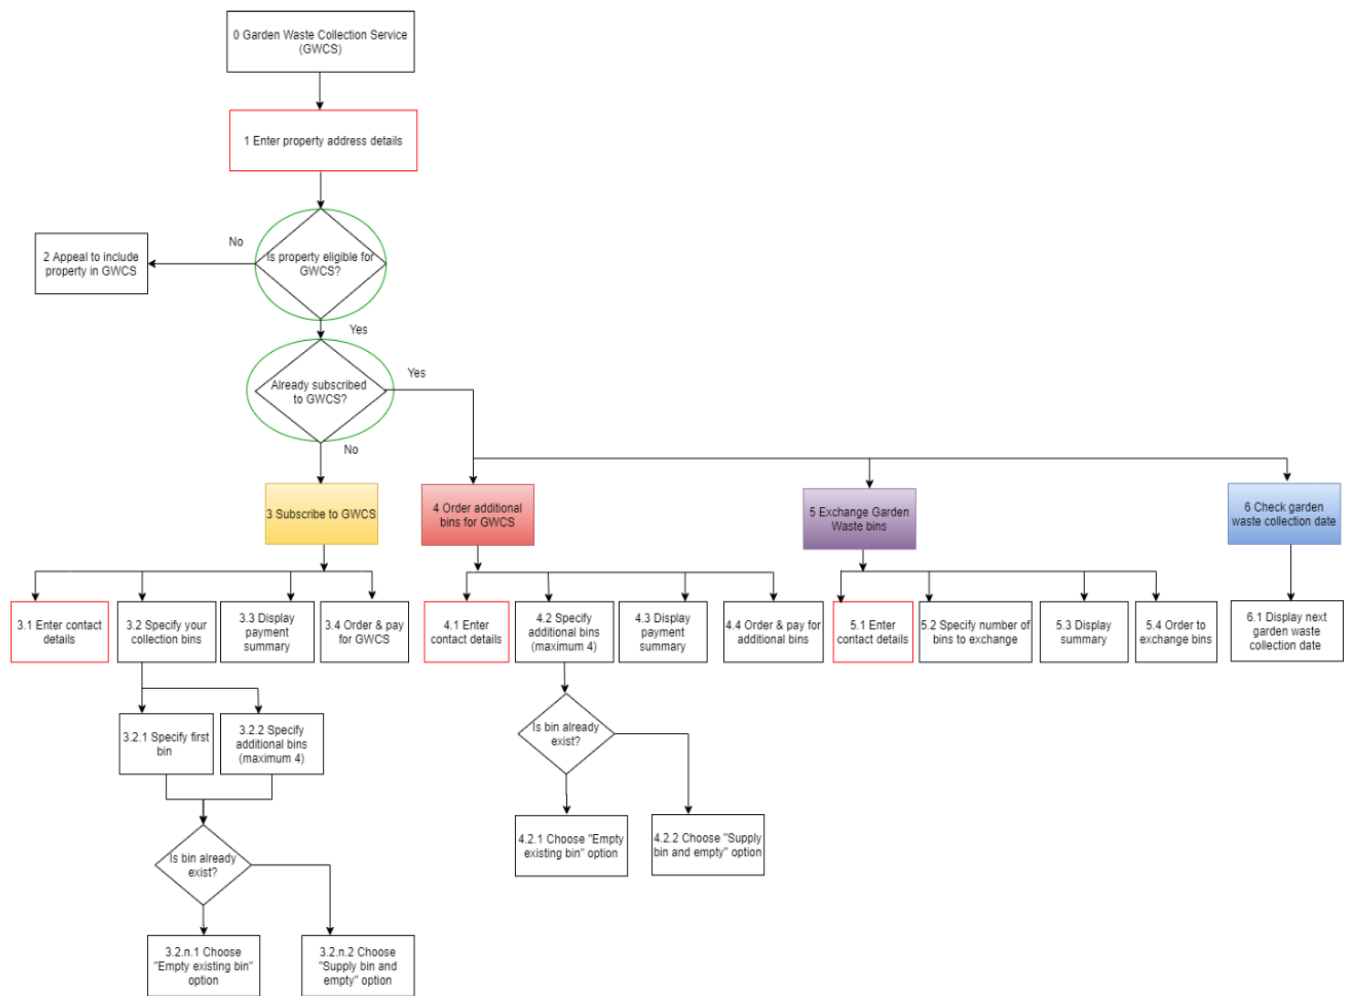 0 Garden Waste Collection Service
(GWCS)
1 Enter property address details
No
Is property eligible for
GWCS?
2 Appeal to include
property in GWCS
Yes
Already subscribed
to GWCS?
Yes
No
3 Subscribe to GWCS
4 Order additional
bins for GWCS
5 Exchange Garden
Waste bins
6 Check garden
waste collection date
3.1 Enter contact
details
3.2 Specify your
collection bins
3.3 Display
payment
summary
3.4 Order & pay
for GWCS
4.1 Enter
contact details
4.2 Specify
additional bins
(maximum 4)
4.3 Display
payment
summary
4.4 Order & pay for
additional bins
5.1 Enter
contact details
5.2 Specify number of
bins to exchange
5.3 Display
summary
5.4 Order to
exchange bins
6.1 Display next
garden waste
collection date
3.2.1 Specify first
bin
3.2.2 Specify
additional bins
(maximum 4)
Is bin already
exist?
4.2.1 Choose "Empty
existing bin" option
4.2.2 Choose "Supply
bin and empty" option
Is bin already
exist?
3.2.n.1 Choose
"Empty existing bin"
option
3.2.n.2 Choose
"Supply bin and
empty" option